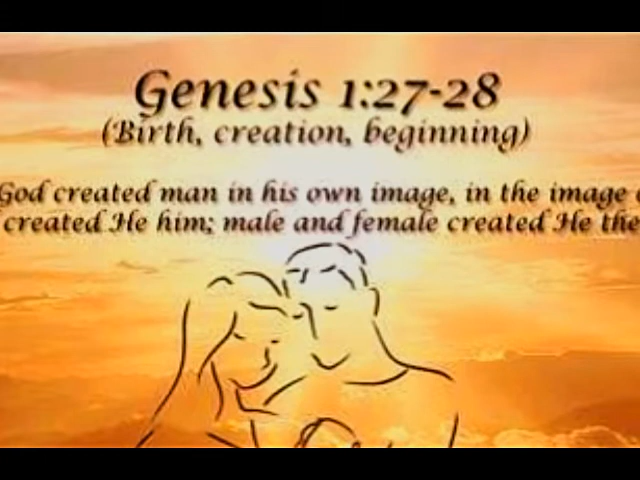 Genesis 1:27-28
(Birth, creation, beginning)
God created man in his own image, in the image
created He him; male and female created He